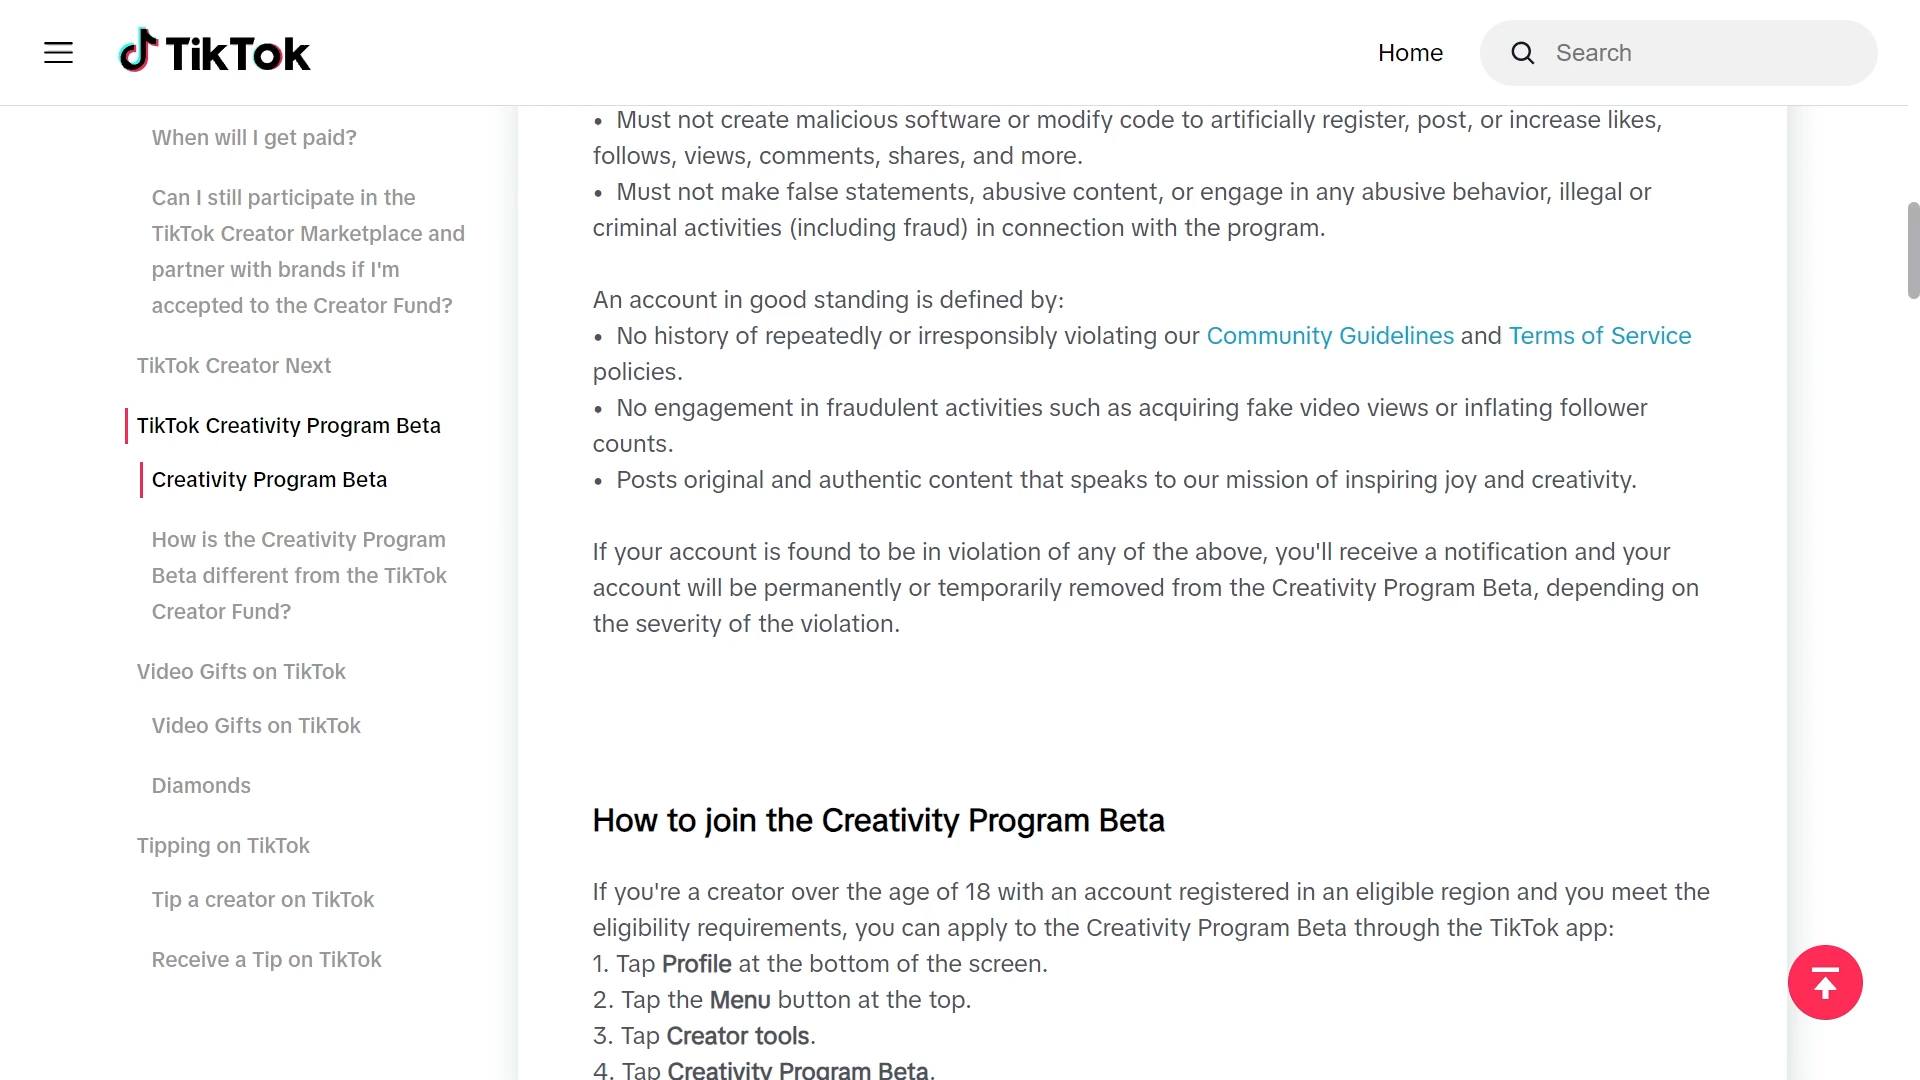 TikTok
Home
Search
When will I get paid?
Can I still participate in the
TikTok Creator Marketplace and
partner with brands if I'm
accepted to the Creator Fund?
TikTok Creator Next
TikTok Creativity Program Beta
Creativity Program Beta
How is the Creativity Program
Beta different from the TikTok
Creator Fund?
Video Gifts on TikTok
Video Gifts on TikTok
Diamonds
Tipping on TikTok
Tip a creator on TikTok
Receive a Tip on TikTok
• Must not create malicious software or modify code to artificially register, post, or increase likes,
follows, views, comments, shares, and more.
• Must not make false statements, abusive content, or engage in any abusive behavior, illegal or
criminal activities (including fraud) in connection with the program.
An account in good standing is defined by:
• No history of repeatedly or irresponsibly violating our Community Guidelines and Terms of Service
policies.
• No engagement in fraudulent activities such as acquiring fake video views or inflating follower
counts.
• Posts original and authentic content that speaks to our mission of inspiring joy and creativity.
If your account is found to be in violation of any of the above, you'll receive a notification and your
account will be permanently or temporarily removed from the Creativity Program Beta, depending on
the severity of the violation.
How to join the Creativity Program Beta
If you're a creator over the age of 18 with an account registered in an eligible region and you meet the
eligibility requirements, you can apply to the Creativity Program Beta through the TikTok app:
1. Tap Profile at the bottom of the screen.
2. Tap the Menu button at the top.
3. Tap Creator tools.
4. Tap Creativity Program Beta.